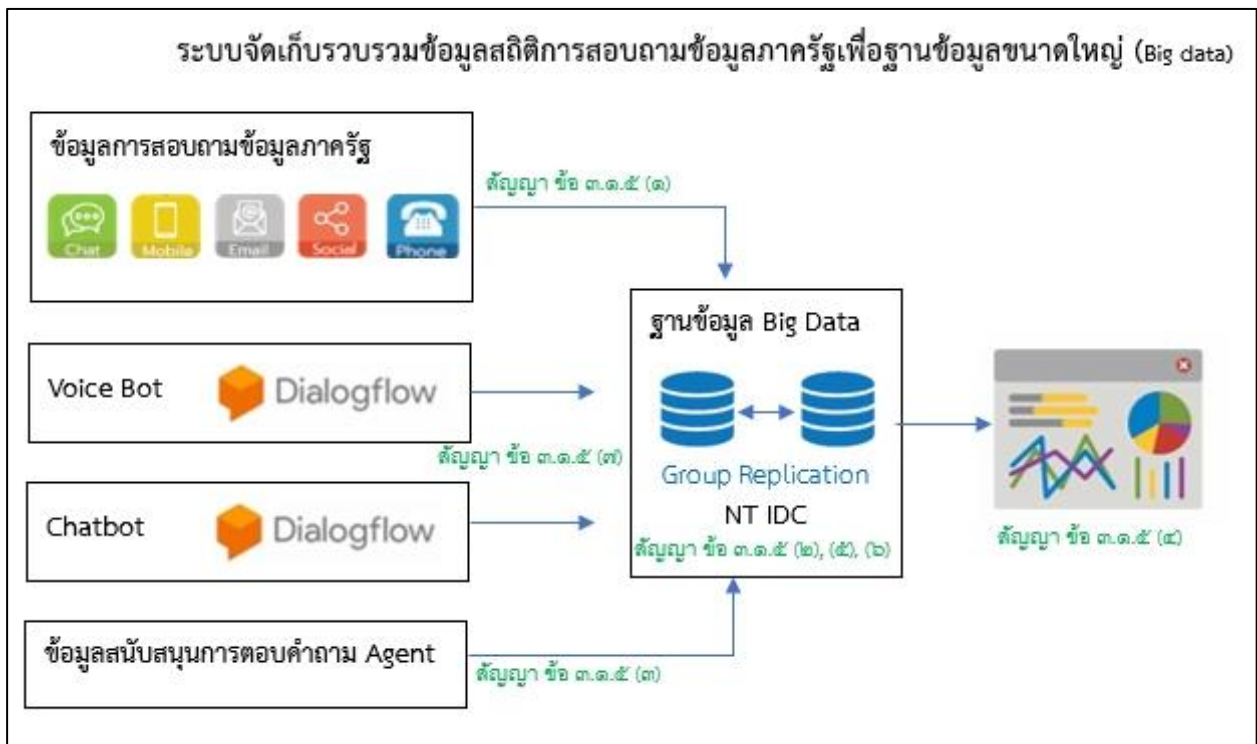 ระบบจัดเก็บรวบรวมข้อมูลสถิติการสอบถามข้อมูลภาครัฐเพื่อฐานข้อมูลขนาดใหญ่ (Big data)
ข้อมูลการสอบถามข้อมูลภาครัฐ
Chat
Mobile
Email
Social
Phone
สัญญา ข้อ ๓.๑.๕ (๑)
Voice Bot
Dialogflow
สัญญา ข้อ ๓.๑.๕ (๗)
Chatbot
Dialogflow
ข้อมูลสนับสนุนการตอบคำถาม Agent
สัญญา ข้อ ๓.๑.๕ (๓)
ฐานข้อมูล Big Data
Group Replication
NT IDC
สัญญา ข้อ ๓.๑.๕ (๒), (๕), (๖)
สัญญา ข้อ ๓.๑.๕ (๔)